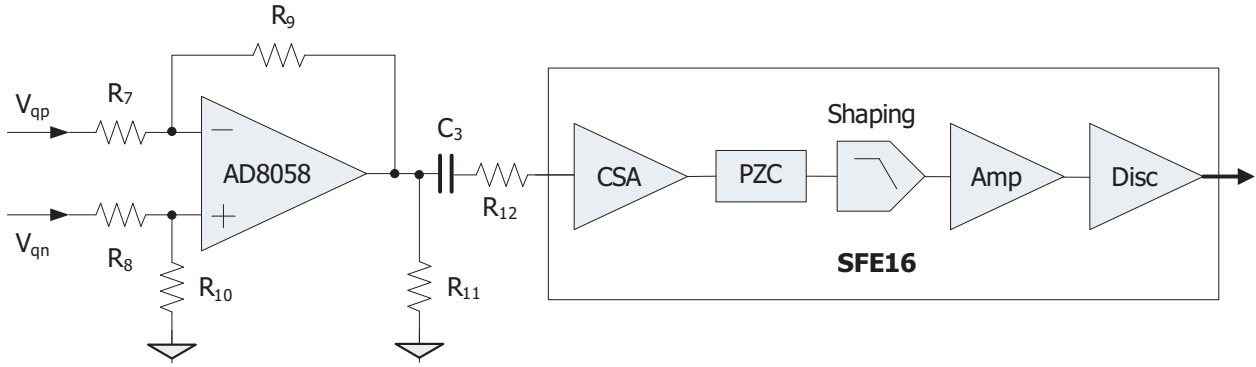 R9
R7
Vqp
−
AD8058
+
Vqn
R8
R10
C3
R12
R11
CSA
PZC
Shaping
Amp
Disc
SFE16